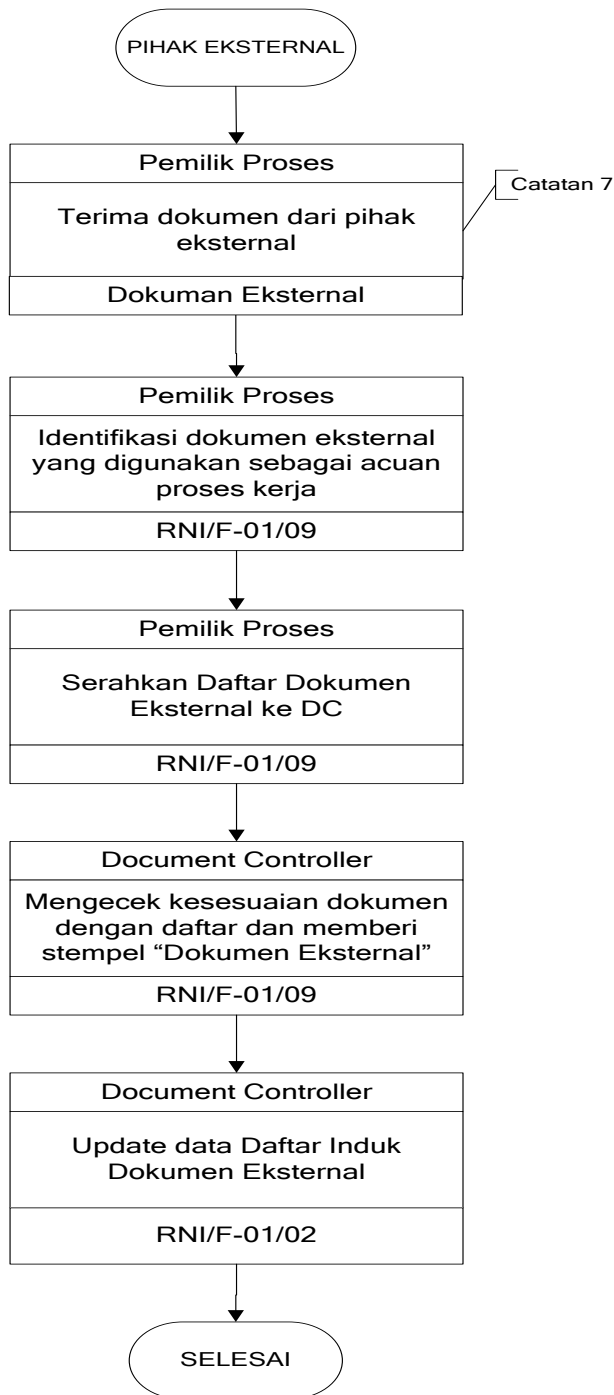 PIHAK EKSTERNAL
Pemilik Proses
Catatan 7
Terima dokumen dari pihak
eksternal
Dokuman Eksternal
Pemilik Proses
Identifikasi dokumen eksternal
yang digunakan sebagai acuan
proses kerja
RNI/F-01/09
Pemilik Proses
Serahkan Daftar Dokumen
Eksternal ke DC
RNI/F-01/09
Document Controller
Mengecek kesesuaian dokumen
dengan daftar dan memberi
stempel “Dokumen Eksternal”
RNI/F-01/09
Document Controller
Update data Daftar Induk
Dokumen Eksternal
RNI/F-01/02
SELESAI